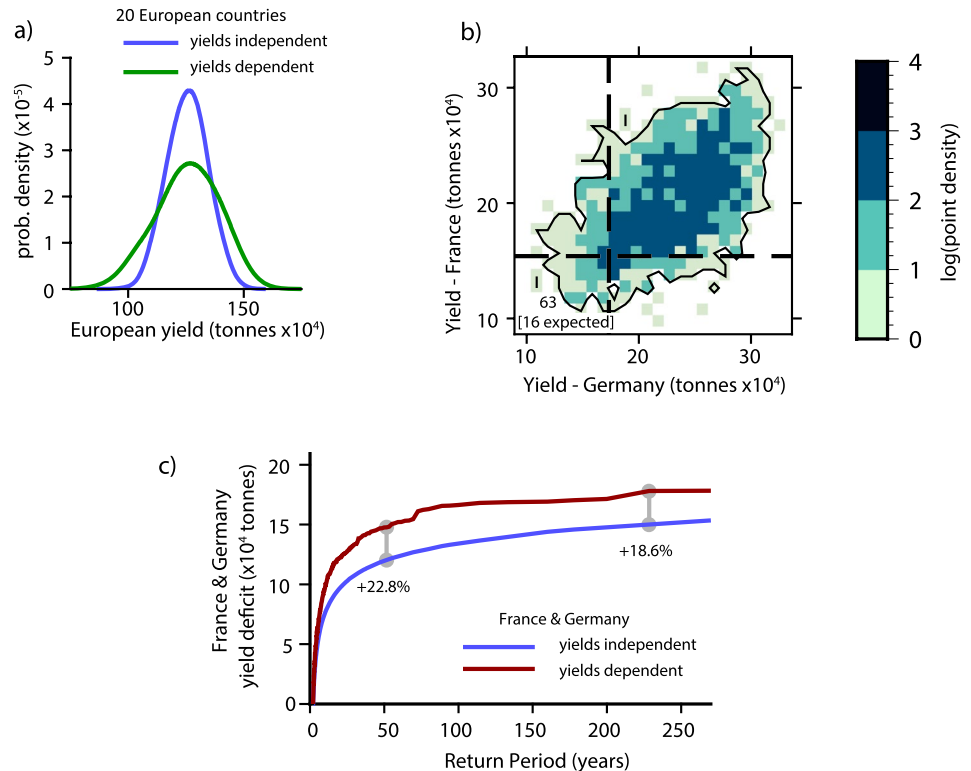 a)
20 European countries
yields independent
yields dependent
prob. density (x10-5)
5
4
3
2
1
0
100
150
European yield (tonnes x10⁴)
b)
Yield - France (tonnes x10⁴)
30
20
10
63
[16 expected]
10
20
30
Yield - Germany (tonnes x10⁴)
4
3
2
1
0
log(point density)
c)
France & Germany
yield deficit (x10⁴ tonnes)
20
15
10
5
0
+22.8%
+18.6%
France & Germany
yields independent
yields dependent
0
50
100
150
200
250
Return Period (years)